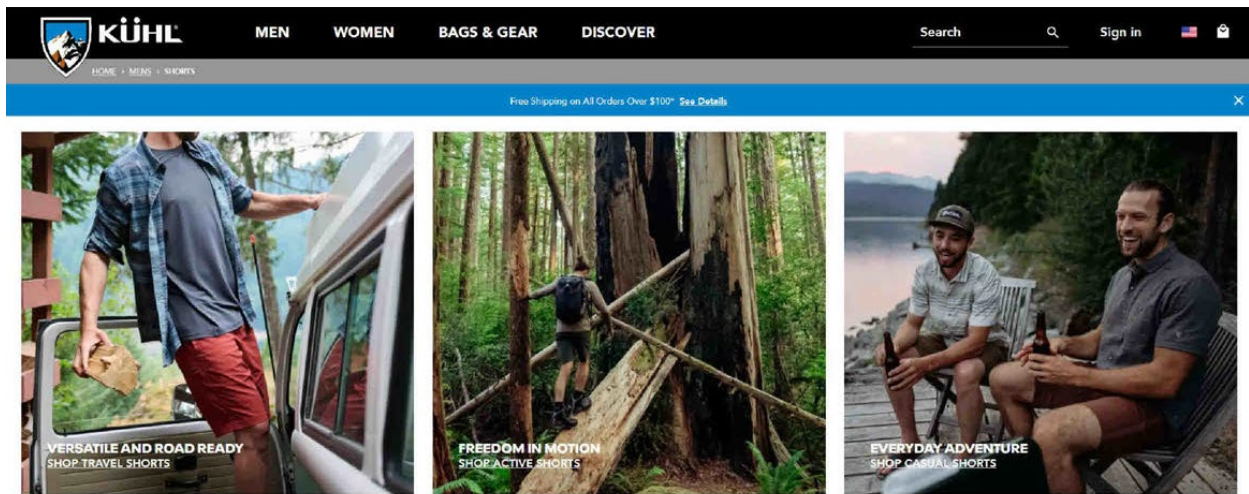 KÜHL®
MEN WOMEN BAGS & GEAR DISCOVER
Search Sign in
HOME › MENS › SHORTS
Free Shipping on All Orders Over $100* See Details
VERSATILE AND ROAD READY
SHOP TRAVEL SHORTS
FREEDOM IN MOTION
SHOP ACTIVE SHORTS
EVERYDAY ADVENTURE
SHOP CASUAL SHORTS